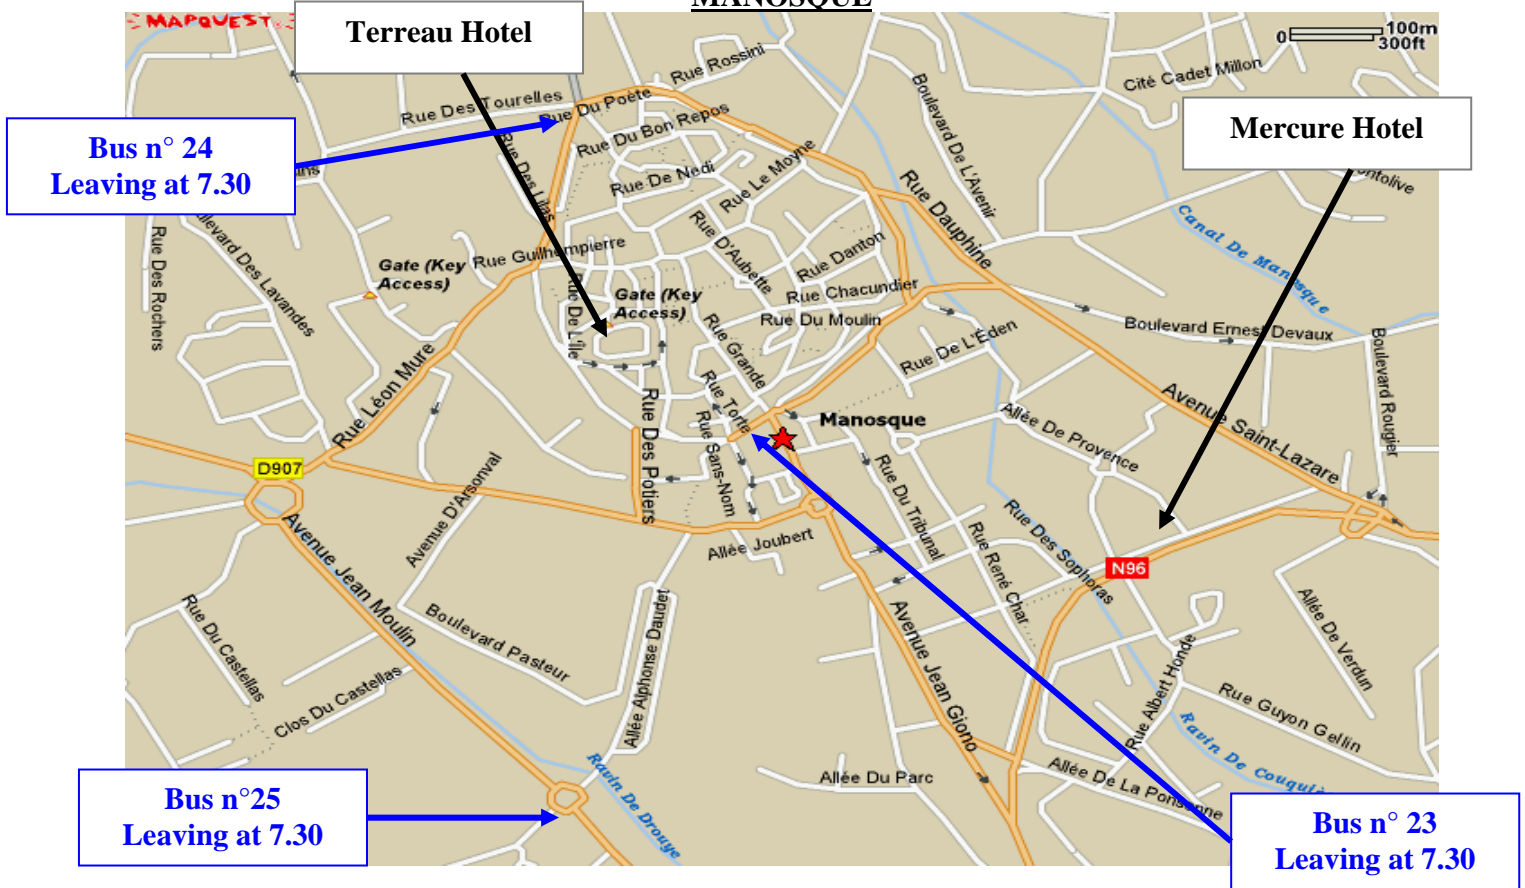 MANOSQUE
MAPQUEST
Terreau Hotel
0 100m
300ft
Rue Rossini
Cité Cadet Millon
Rue Des Tourelles
Rue Du Poète
Boulevard De L'Avenir
Mercure Hotel
Bus n° 24
Leaving at 7.30
Rue Du Bon Repos
Rue Des Lilas
Rue Le Moyne
Rue De Nedi
Rue Dauphine
Canal De Manosque
Rue D'Aubette
Rue Danton
Rue Guilhempierre
Rue Des Rochers
Boulevard Des Lavandes
Gate (Key
Access)
Rue De L'Île
Gate (Key
Access)
Rue Chacundier
Rue Du Moulin
Rue Grande
Boulevard Ernest Devaux
Rue De L'Éden
Boulevard Rougier
Rue Léon Mure
Rue Torte
Rue Des Potiers
Rue Sans-Nom
Manosque
Allée De Provence
Avenue Saint-Lazare
D907
Avenue D'Arsonval
Rue Du Tribunal
Avenue Jean Moulin
Allée Joubert
Rue René Char
Rue Des Sophoras
N96
Rue Du Castellas
Boulevard Pasteur
Allée Alphonse Daudet
Avenue Jean Giono
Allée De Verdun
Clos Du Castellas
Rue Albert Honde
Rue Guyon Gellin
Ravin De Drouye
Ravin De Couquiè
Allée Du Parc
Allée De La Ponsonne
Bus n°25
Leaving at 7.30
Bus n° 23
Leaving at 7.30